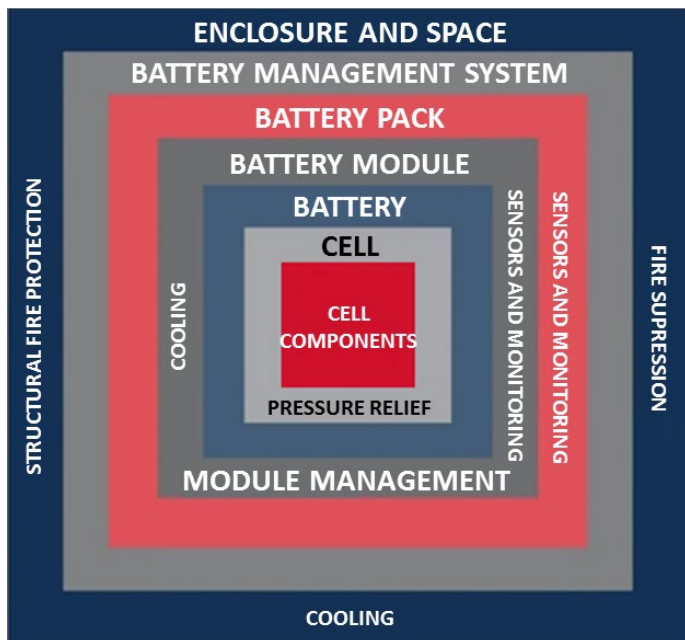 ENCLOSURE AND SPACE
BATTERY MANAGEMENT SYSTEM
BATTERY PACK
BATTERY MODULE
BATTERY
CELL
CELL
COMPONENTS
PRESSURE RELIEF
MODULE MANAGEMENT
COOLING
STRUCTURAL FIRE PROTECTION
COOLING
SENSORS AND MONITORING
SENSORS AND MONITORING
FIRE SUPRESSION